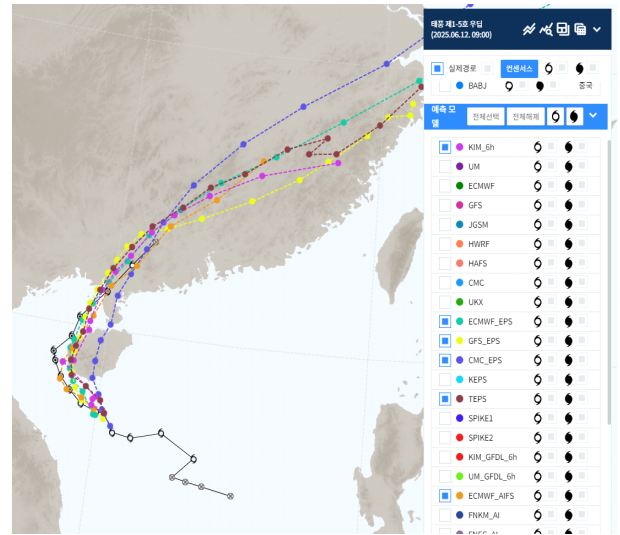 태풍 제1-5호 우딥
(2025.06.12. 09:00)
실제경로 컨센서스
BABJ 중국
예측 모델 전체선택 전체해제
KIM_6h
UM
ECMWF
GFS
JGSM
HWRF
HAFS
CMC
UKX
ECMWF_EPS
GFS_EPS
CMC_EPS
KEPS
TEPS
SPIKE1
SPIKE2
KIM_GFDL_6h
UM_GFDL_6h
ECMWF_AIFS
FNKM_AI